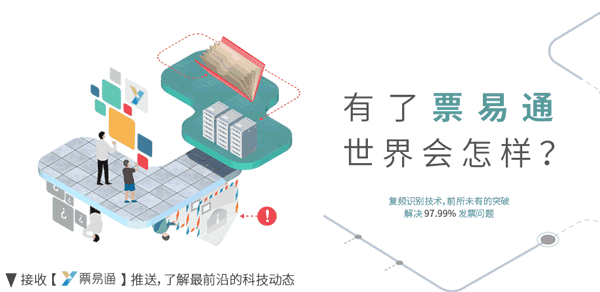 有了票易通
世界会怎样？
复频识别技术，前所未有的突破
解决 97.99% 发票问题
?
?
!
▼接收【票易通】推送，了解最前沿的科技动态